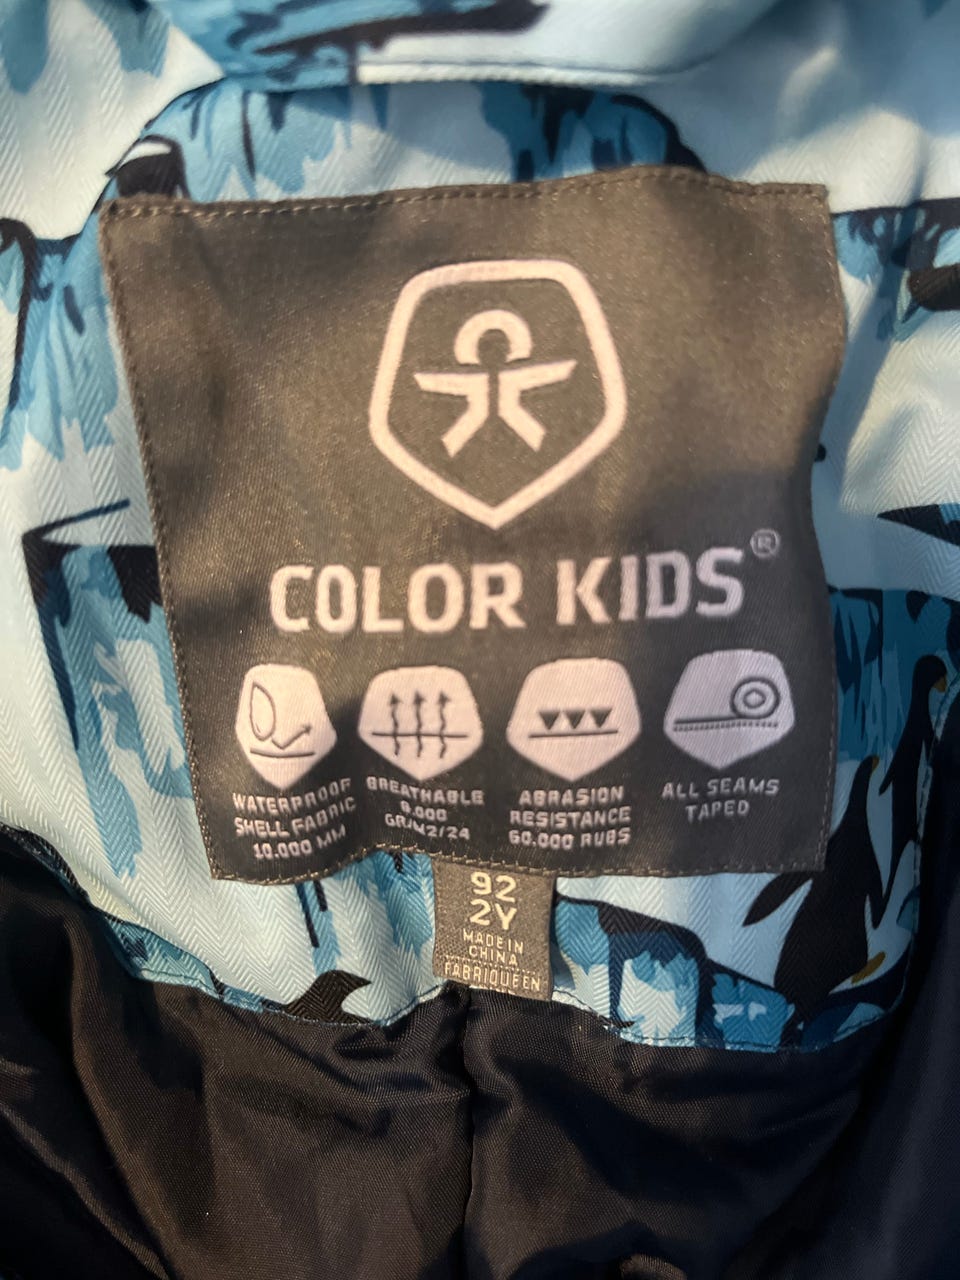 COLOR KIDS®
WATERPROOF
SHELL FABRIC
10.000 MM
BREATHABLE
8.000
GR/M2/24
ABRASION
RESISTANCE
60.000 RUBS
ALL SEAMS
TAPED
92
2Y
MADE IN
CHINA
FABRIQUE EN